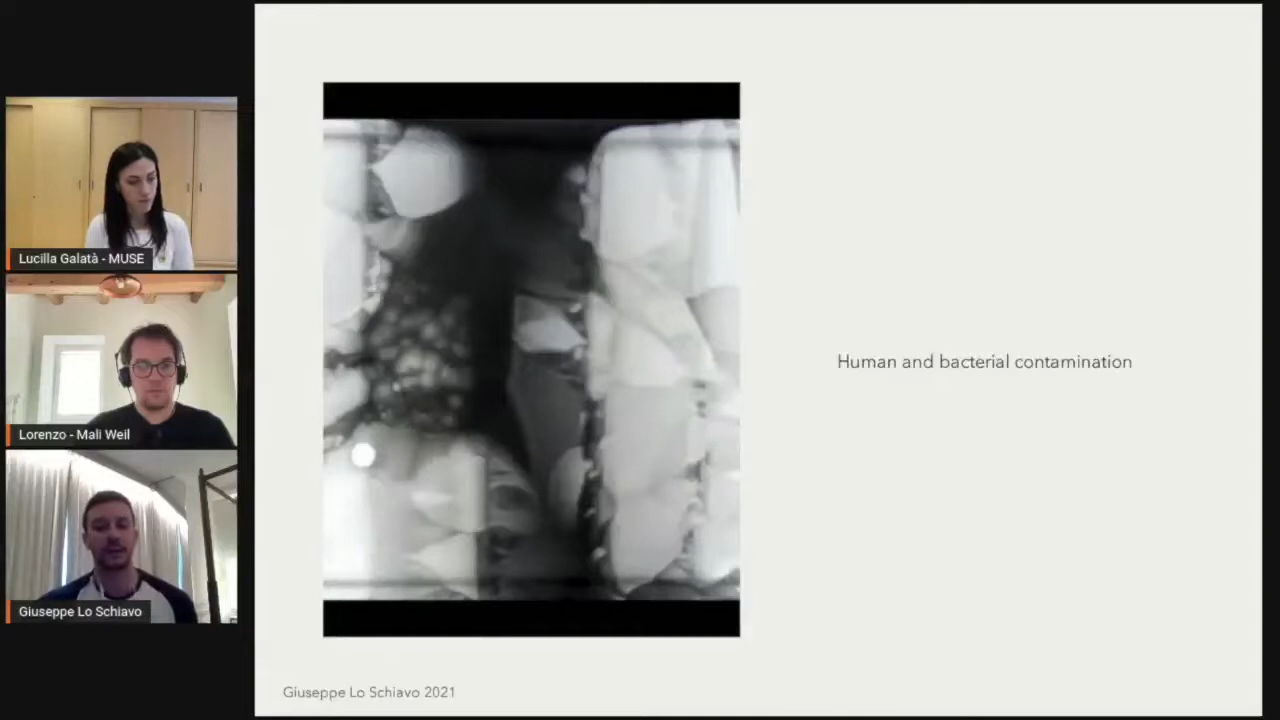 Lucilla Galatà - MUSE
Lorenzo - Mali Weil
Giuseppe Lo Schiavo
Human and bacterial contamination
Giuseppe Lo Schiavo 2021